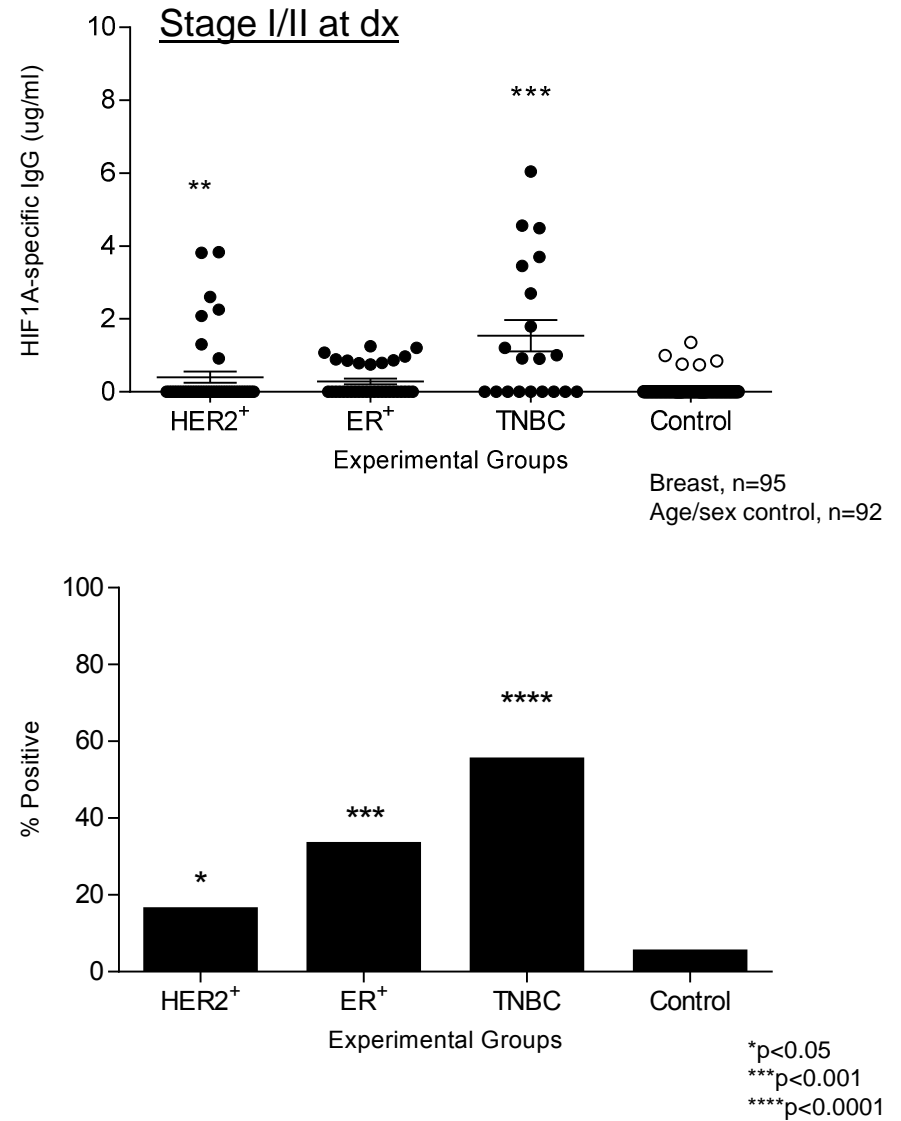 Stage I/II at dx
HIF1A-specific IgG (ug/ml)
10
8
6
4
2
0
**
***
HER2+ ER+ TNBC Control
Experimental Groups
Breast, n=95
Age/sex control, n=92
% Positive
100
80
60
40
20
0
*
***
****
HER2+ ER+ TNBC Control
Experimental Groups
*p<0.05
***p<0.001
****p<0.0001